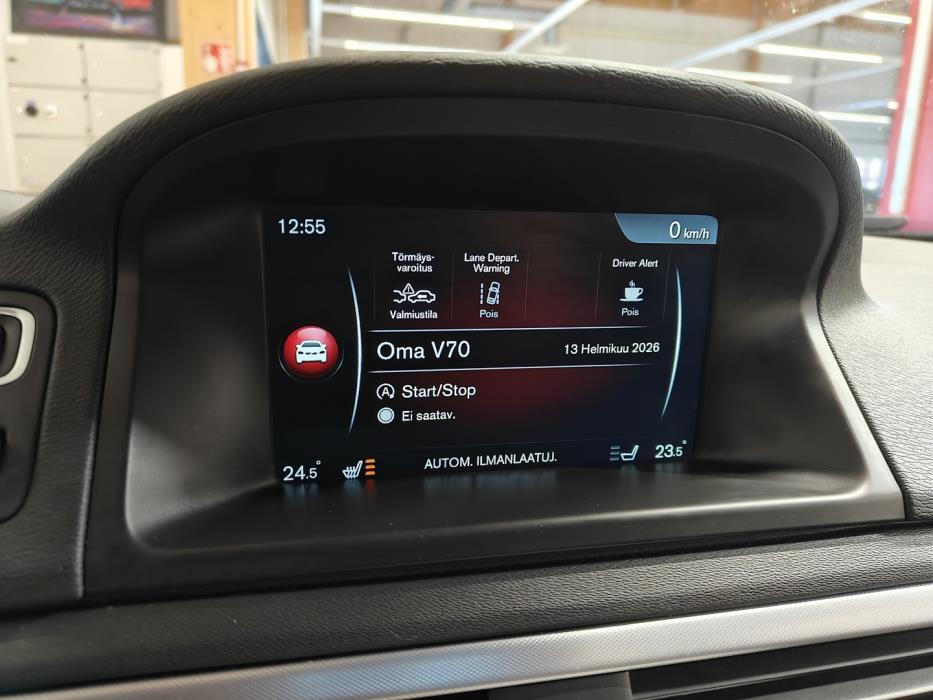 12:55
0 km/h
Törmäys-
varoitus
Valmiustila
Lane Depart.
Warning
Pois
Driver Alert
Pois
Oma V70
13 Helmikuu 2026
A Start/Stop
Ei saatav.
24.5°
AUTOM. ILMANLAATUJ.
23.5°